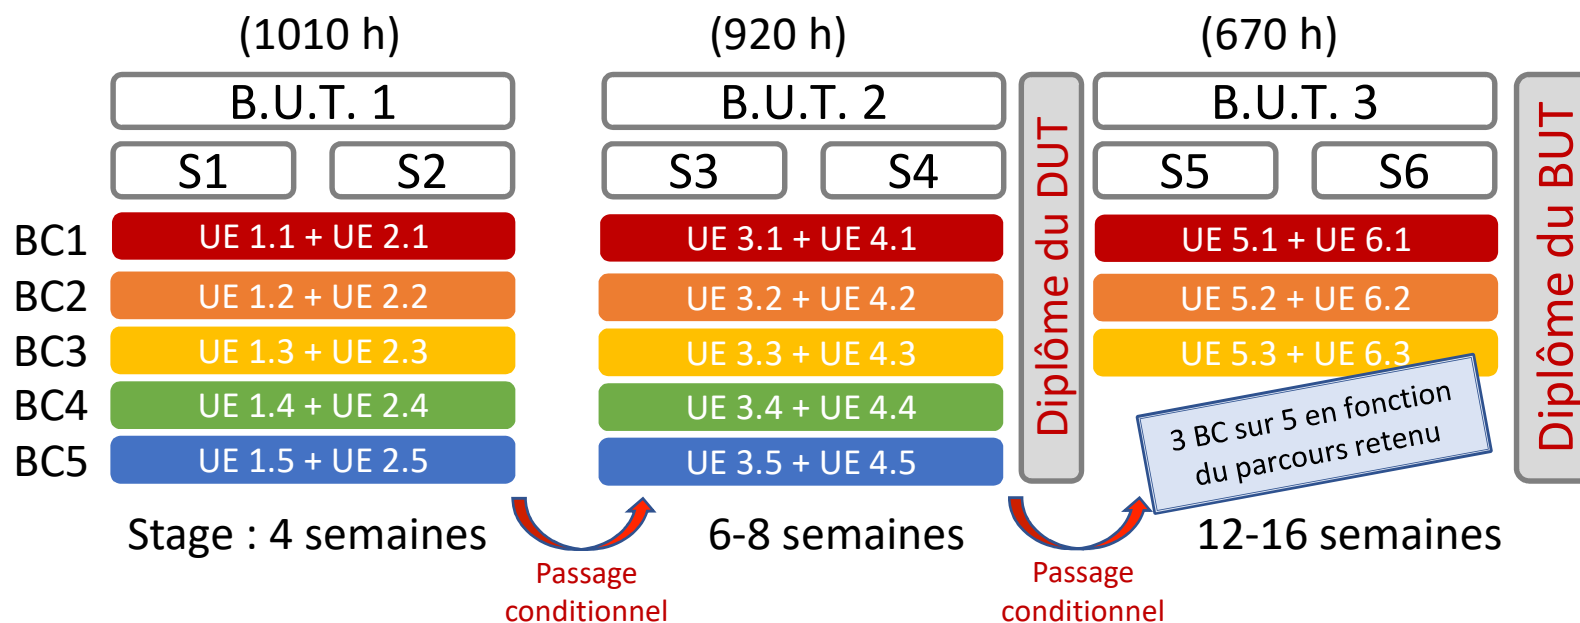 (1010 h)
(920 h)
(670 h)
B.U.T. 1
B.U.T. 2
B.U.T. 3
S1
S2
S3
S4
S5
S6
BC1
UE 1.1 + UE 2.1
UE 3.1 + UE 4.1
UE 5.1 + UE 6.1
BC2
UE 1.2 + UE 2.2
UE 3.2 + UE 4.2
UE 5.2 + UE 6.2
BC3
UE 1.3 + UE 2.3
UE 3.3 + UE 4.3
UE 5.3 + UE 6.3
BC4
UE 1.4 + UE 2.4
UE 3.4 + UE 4.4
BC5
UE 1.5 + UE 2.5
UE 3.5 + UE 4.5
Diplôme du DUT
Diplôme du BUT
3 BC sur 5 en fonction
du parcours retenu
Stage : 4 semaines
6-8 semaines
12-16 semaines
Passage
conditionnel
Passage
conditionnel